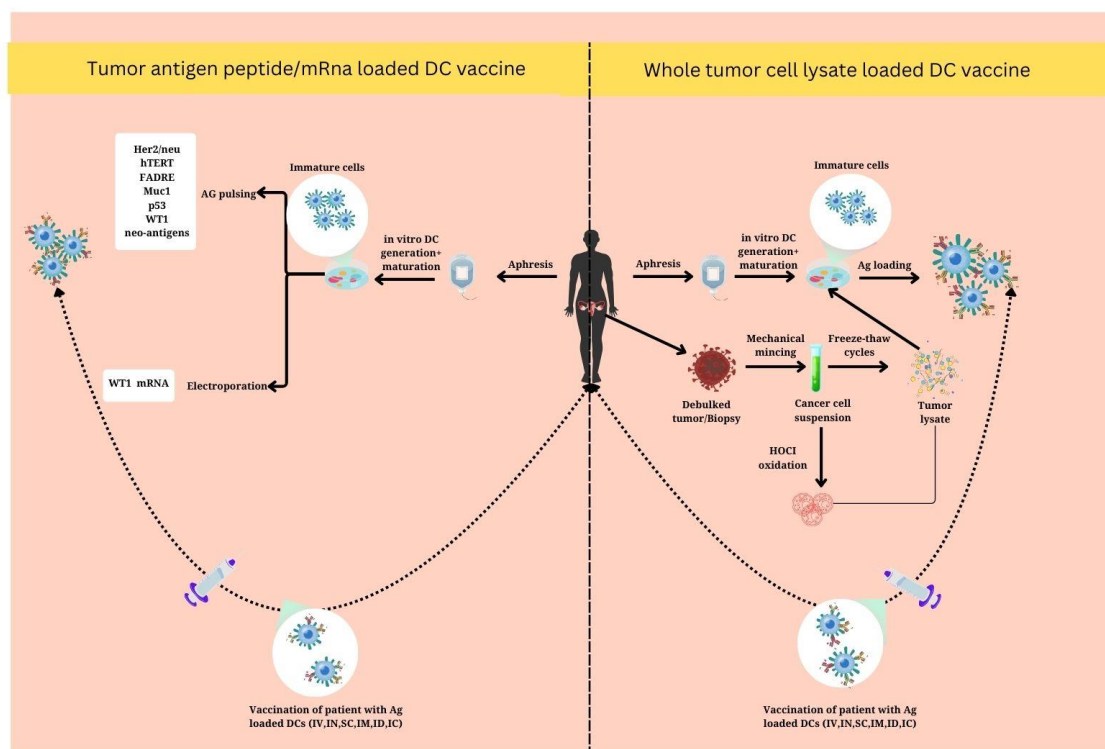 Tumor antigen peptide/mRna loaded DC vaccine
Whole tumor cell lysate loaded DC vaccine
Her2/neu
hTERT
FADRE
Muc1
p53
WT1
neo-antigens
AG pulsing
Immature cells
in vitro DC
generation+
maturation
Aphresis
WT1 mRNA
Electroporation
Vaccination of patient with Ag
loaded DCs (IV,IN,SC,IM,ID,IC)
Aphresis
in vitro DC
generation+
maturation
Immature cells
Ag loading
Debulked
tumor/Biopsy
Mechanical
mincing
Cancer cell
suspension
Freeze-thaw
cycles
Tumor
lysate
HOCI
oxidation
Vaccination of patient with Ag
loaded DCs (IV,IN,SC,IM,ID,IC)